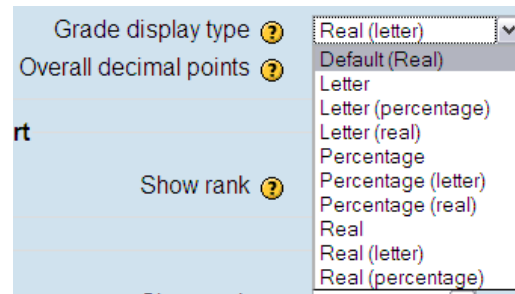 Grade display type
Real (letter)
Overall decimal points
Default (Real)
Letter
Letter (percentage)
Letter (real)
rt
Percentage
Show rank
Percentage (letter)
Percentage (real)
Real
Real (letter)
Real (percentage)